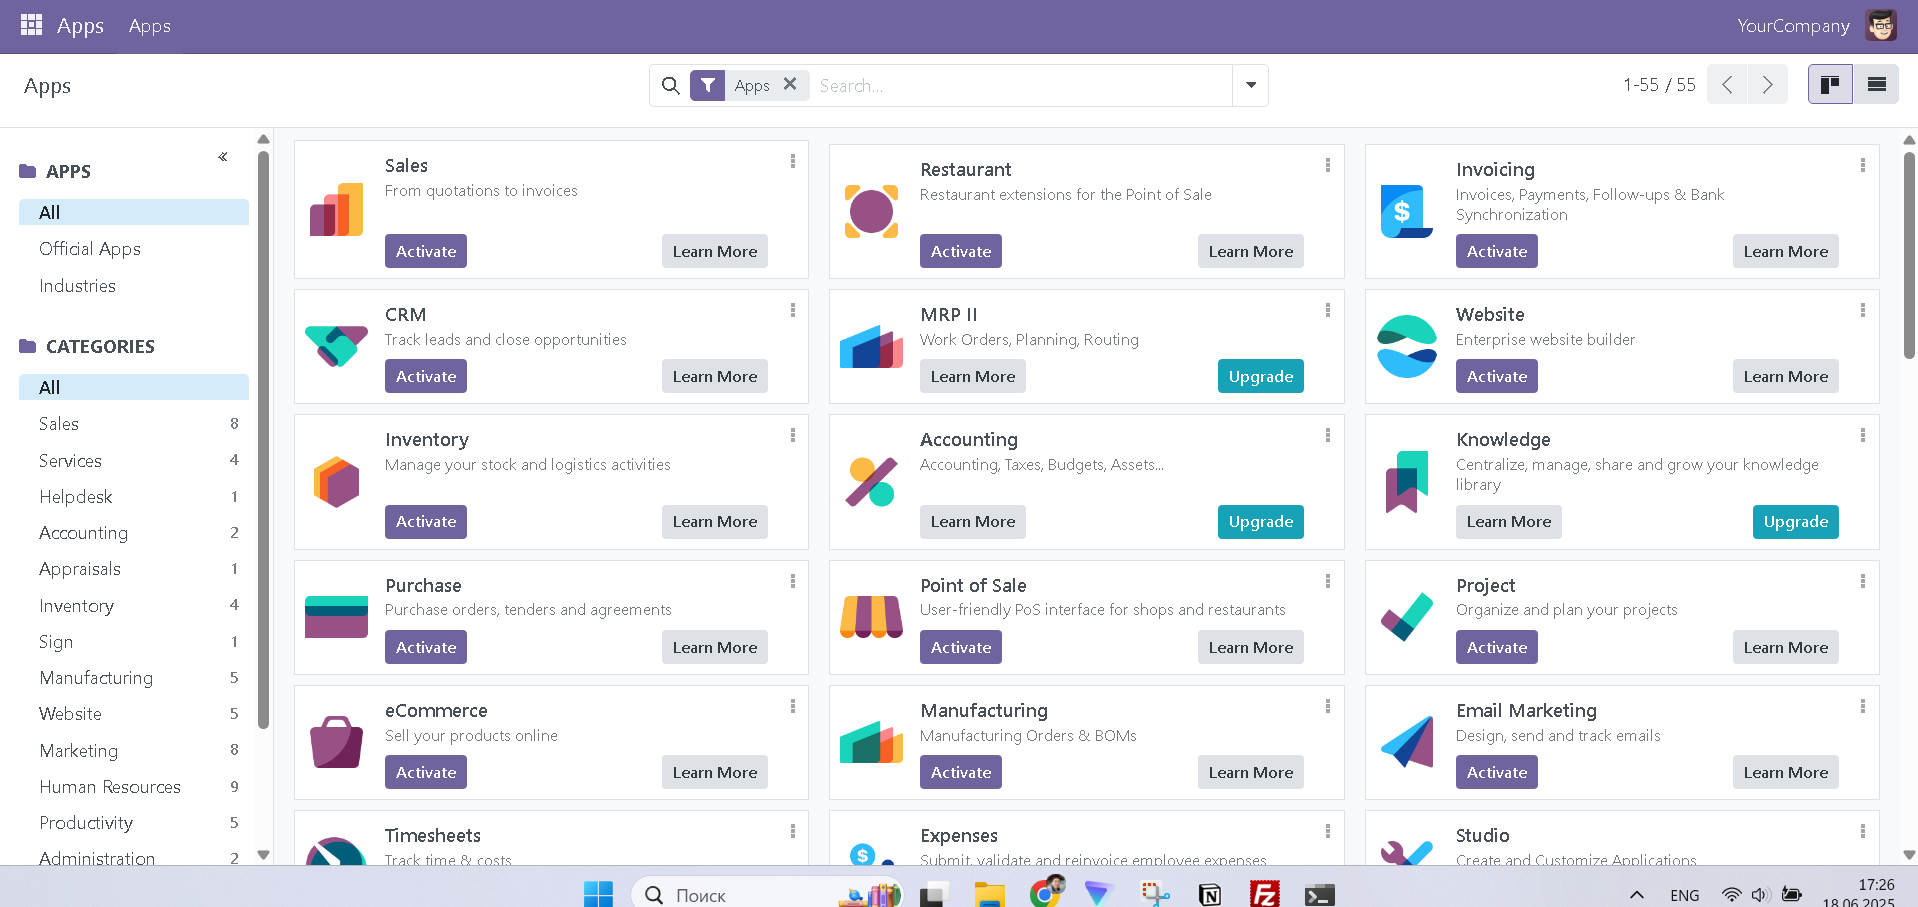 Apps Apps YourCompany
Apps Apps Search... 1-55 / 55
APPS
All
Official Apps
Industries
CATEGORIES
All
Sales 8
Services 4
Helpdesk 1
Accounting 2
Appraisals 1
Inventory 4
Sign 1
Manufacturing 5
Website 5
Marketing 8
Human Resources 9
Productivity 5
Administration 2
Sales
From quotations to invoices
Activate Learn More
Restaurant
Restaurant extensions for the Point of Sale
Activate Learn More
Invoicing
Invoices, Payments, Follow-ups & Bank
Synchronization
Activate Learn More
CRM
Track leads and close opportunities
Activate Learn More
MRP II
Work Orders, Planning, Routing
Learn More Upgrade
Website
Enterprise website builder
Activate Learn More
Inventory
Manage your stock and logistics activities
Activate Learn More
Accounting
Accounting, Taxes, Budgets, Assets...
Learn More Upgrade
Knowledge
Centralize, manage, share and grow your knowledge
library
Learn More Upgrade
Purchase
Purchase orders, tenders and agreements
Activate Learn More
Point of Sale
User-friendly PoS interface for shops and restaurants
Activate Learn More
Project
Organize and plan your projects
Activate Learn More
eCommerce
Sell your products online
Activate Learn More
Manufacturing
Manufacturing Orders & BOMs
Activate Learn More
Email Marketing
Design, send and track emails
Activate Learn More
Timesheets
Track time & costs
Expenses
Submit, validate and reinvoice employee expenses
Studio
Create and Customize Applications
Поиск
ENG
17:26
18.06.2025